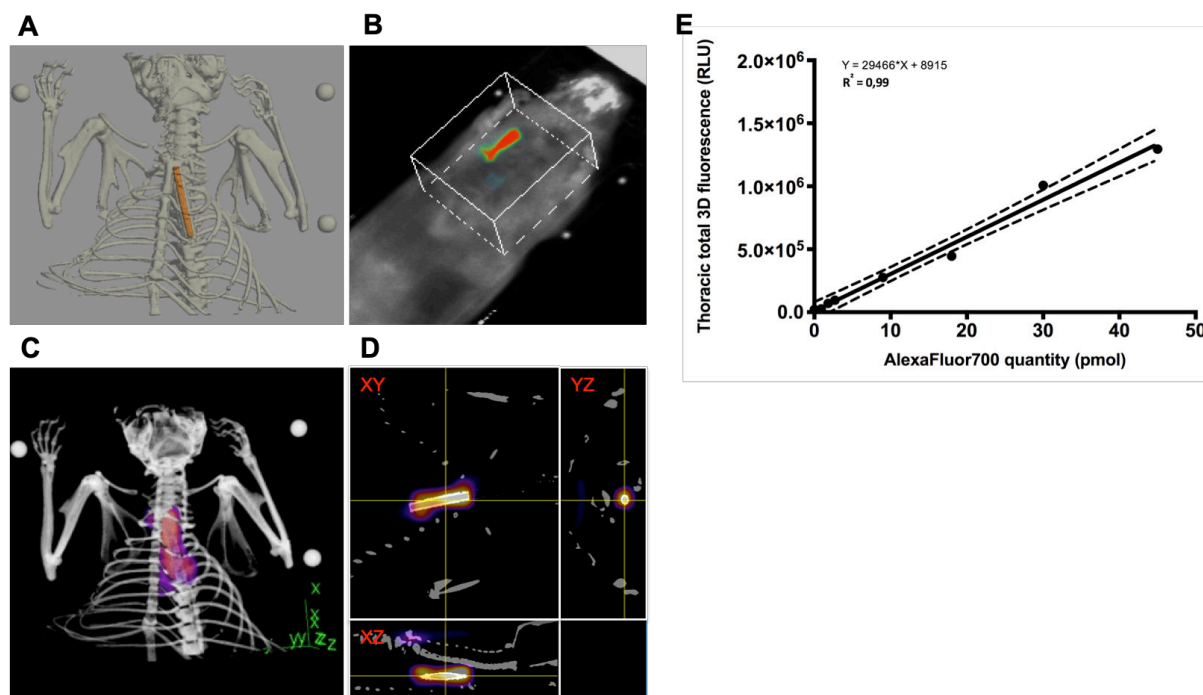 A
B
E
Thoracic total 3D fluorescence (RLU)
2.0×10⁶
1.5×10⁶
1.0×10⁶
5.0×10⁵
0.0
Y = 29466*X + 8915
R² = 0,99
0
10
20
30
40
50
AlexaFluor700 quantity (pmol)
C
D
XY
YZ
XZ
X